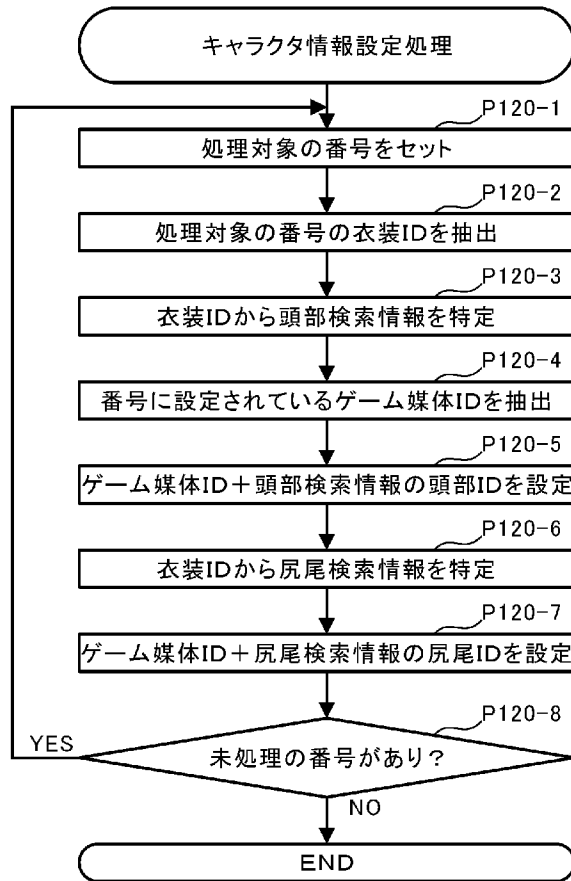 キャラクタ情報設定処理
P120-1
処理対象の番号をセット
P120-2
処理対象の番号の衣装IDを抽出
P120-3
衣装IDから頭部検索情報を特定
P120-4
番号に設定されているゲーム媒体IDを抽出
P120-5
ゲーム媒体ID＋頭部検索情報の頭部IDを設定
P120-6
衣装IDから尻尾検索情報を特定
P120-7
ゲーム媒体ID＋尻尾検索情報の尻尾IDを設定
P120-8
YES
未処理の番号があり？
NO
END